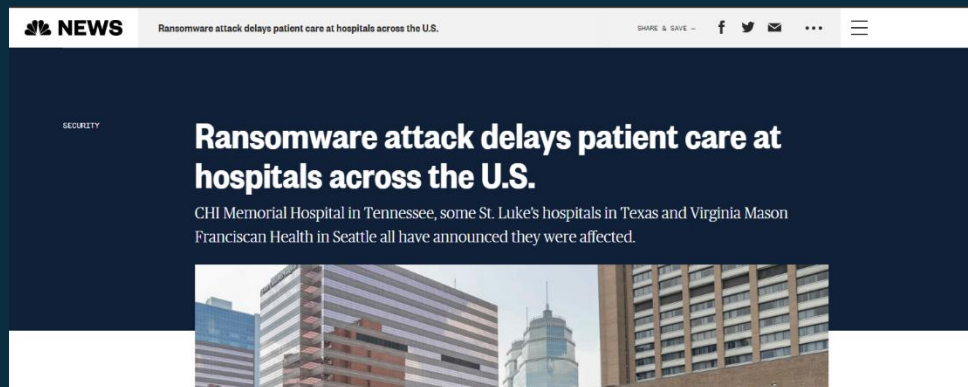 NEWS
Ransomware attack delays patient care at hospitals across the U.S.
SHARE & SAVE —
SECURITY
Ransomware attack delays patient care at
hospitals across the U.S.
CHI Memorial Hospital in Tennessee, some St. Luke's hospitals in Texas and Virginia Mason
Franciscan Health in Seattle all have announced they were affected.